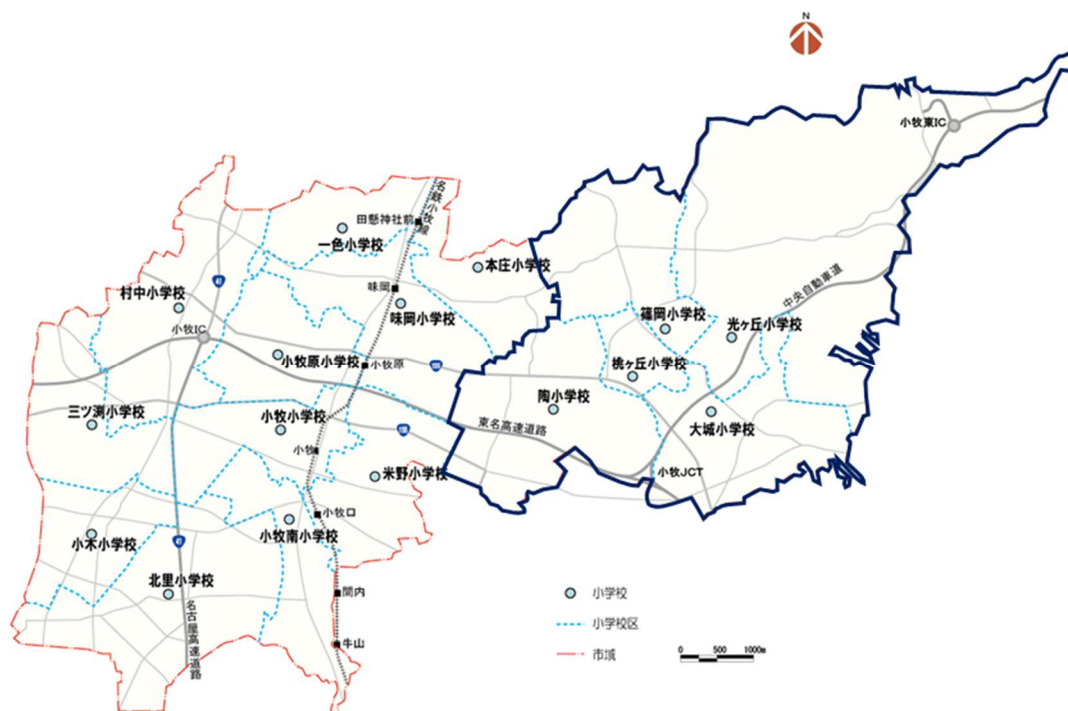 N
小牧東IC
名鉄小牧線
田縣神社前
一色小学校
本庄小学校
中央自動車道
味岡
村中小学校
41
味岡小学校
篠岡小学校
光ヶ丘小学校
小牧IC
小牧原小学校
小牧原
桃ヶ丘小学校
三ツ渕小学校
小牧小学校
陶小学校
大城小学校
東名高速道路
小牧
小牧JCT
米野小学校
小牧口
小牧南小学校
小木小学校
41
北里小学校
間内
名古屋高速道路
牛山
小学校
小学校区
市域
0 500 1000m